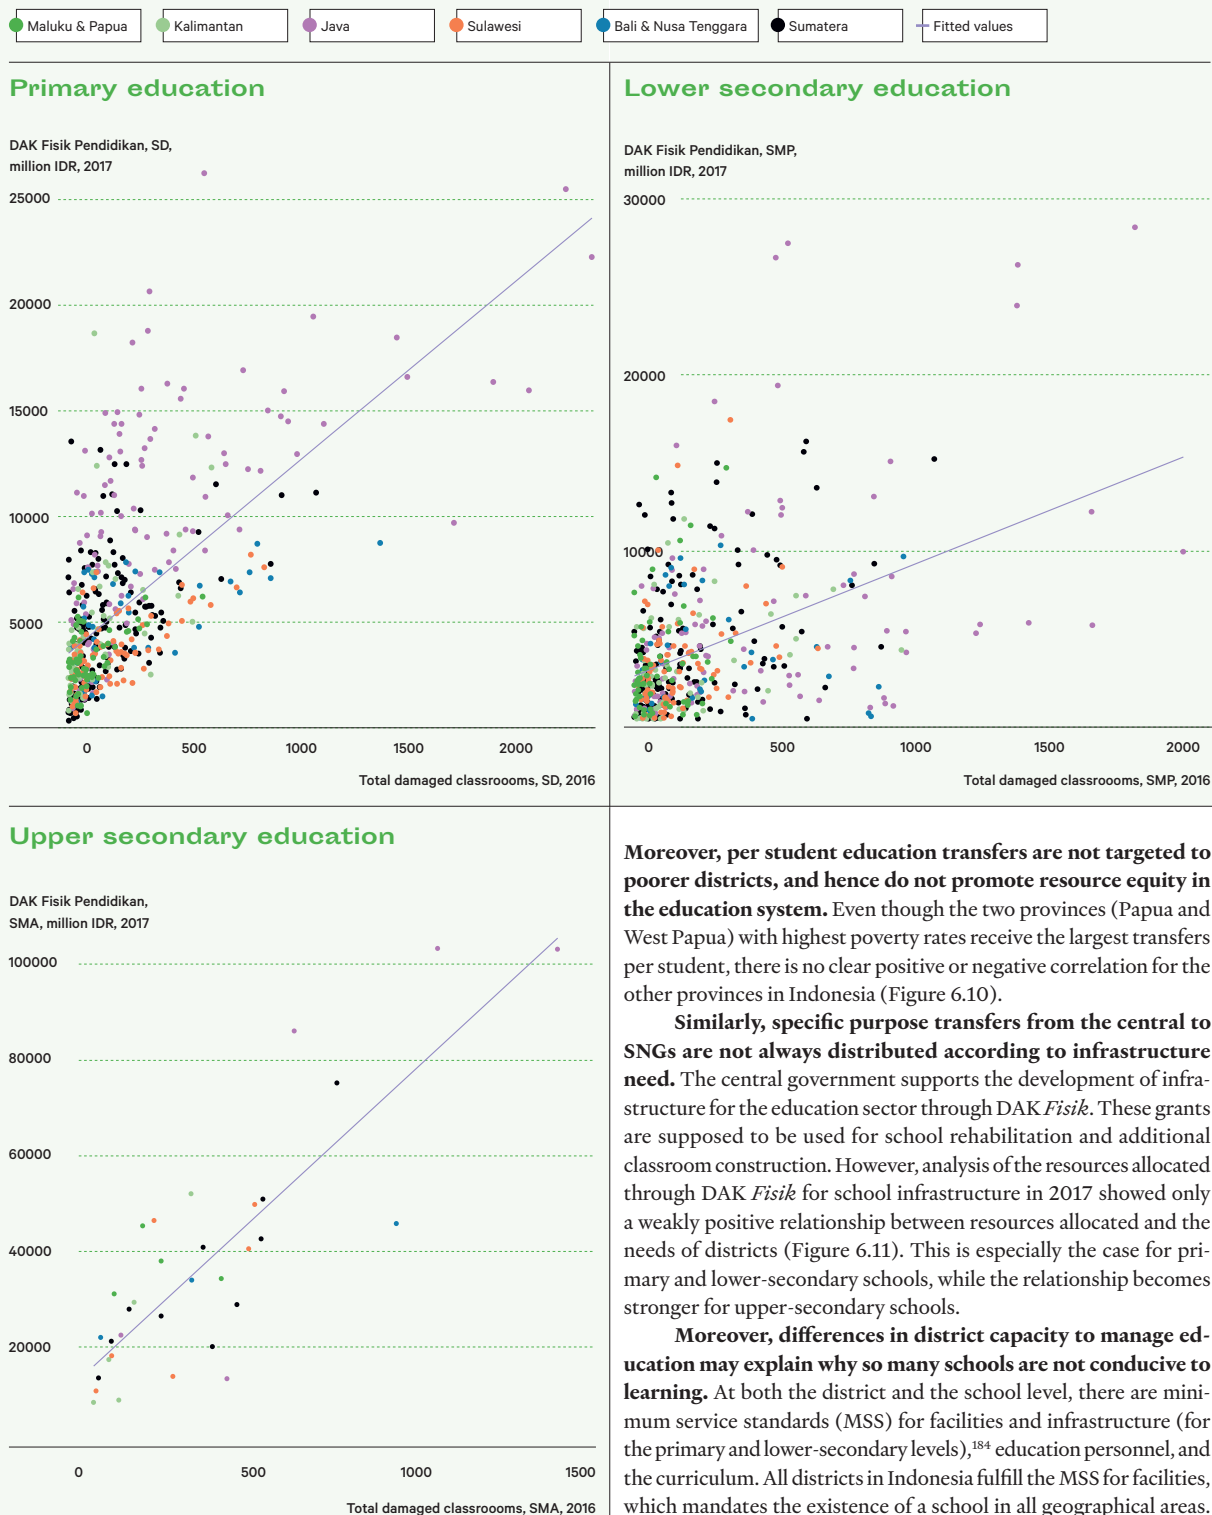 Maluku & Papua
Kalimantan
Java
Sulawesi
Bali & Nusa Tenggara
Sumatera
Fitted values
Primary education
DAK Fisik Pendidikan, SD,
million IDR, 2017
25000
20000
15000
10000
5000
0 500 1000 1500 2000
Total damaged classroooms, SD, 2016
Lower secondary education
DAK Fisik Pendidikan, SMP,
million IDR, 2017
30000
20000
10000
0 500 1000 1500 2000
Total damaged classroooms, SMP, 2016
Upper secondary education
DAK Fisik Pendidikan,
SMA, million IDR, 2017
100000
80000
60000
40000
20000
0 500 1000 1500
Total damaged classroooms, SMA, 2016
Moreover, per student education transfers are not targeted to
poorer districts, and hence do not promote resource equity in
the education system. Even though the two provinces (Papua and
West Papua) with highest poverty rates receive the largest transfers
per student, there is no clear positive or negative correlation for the
other provinces in Indonesia (Figure 6.10).
Similarly, specific purpose transfers from the central to
SNGs are not always distributed according to infrastructure
need. The central government supports the development of infra-
structure for the education sector through DAK Fisik. These grants
are supposed to be used for school rehabilitation and additional
classroom construction. However, analysis of the resources allocated
through DAK Fisik for school infrastructure in 2017 showed only
a weakly positive relationship between resources allocated and the
needs of districts (Figure 6.11). This is especially the case for pri-
mary and lower-secondary schools, while the relationship becomes
stronger for upper-secondary schools.
Moreover, differences in district capacity to manage ed-
ucation may explain why so many schools are not conducive to
learning. At both the district and the school level, there are mini-
mum service standards (MSS) for facilities and infrastructure (for
the primary and lower-secondary levels),184 education personnel, and
the curriculum. All districts in Indonesia fulfill the MSS for facilities,
which mandates the existence of a school in all geographical areas.